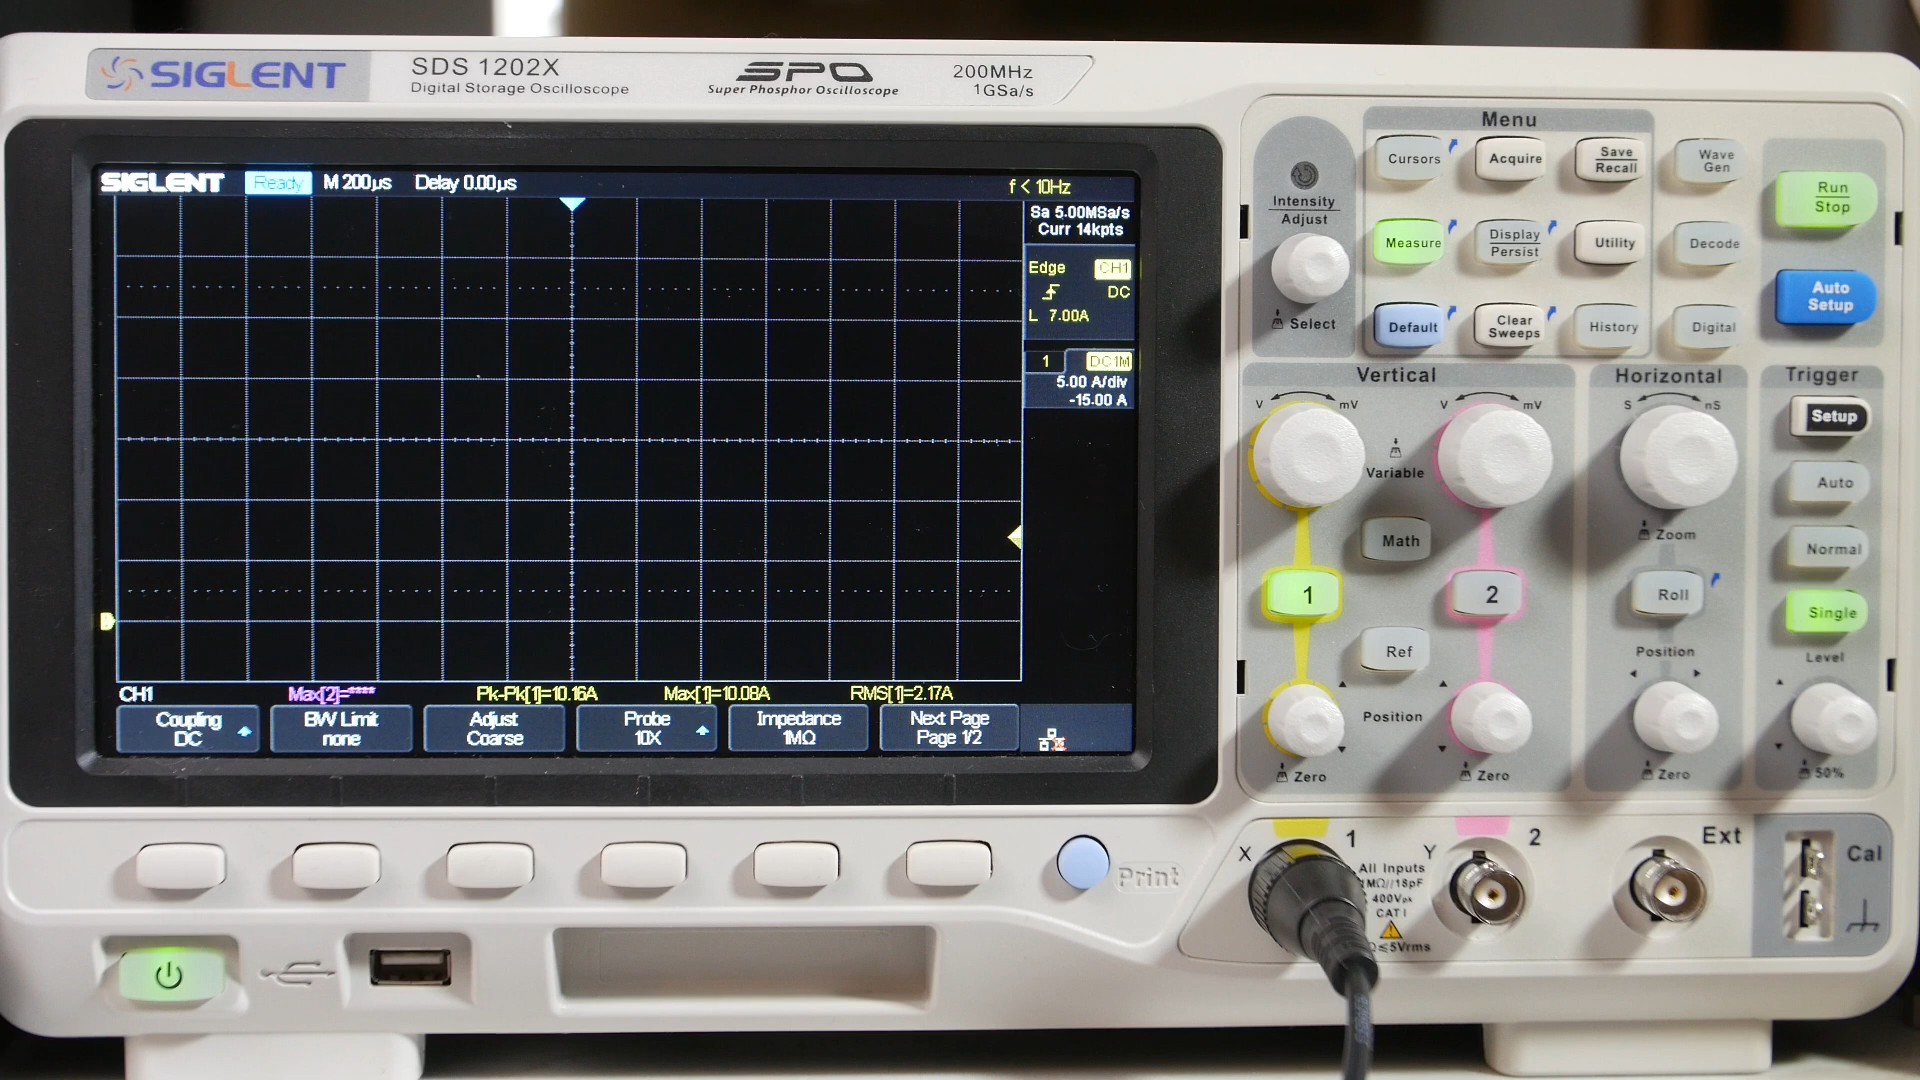 SIGLENT
SDS 1202X
Digital Storage Oscilloscope
SPO
Super Phosphor Oscilloscope
200MHz
1GSa/s
SIGLENT Ready M 200µs Delay 0.00µs f < 10Hz
Sa 5.00MSa/s
Curr 14kpts
Edge CH1
DC
L 7.00A
1 DC1M
5.00 A/div
-15.00 A
CH1 Max[2]=**** Pk-Pk[1]=10.16A Max[1]=10.08A RMS[1]=2.17A
Coupling
DC
BW Limit
none
Adjust
Coarse
Probe
10X
Impedance
1MΩ
Next Page
Page 1/2
Print
Intensity
Adjust
Select
Menu
Cursors
Acquire
Save
Recall
Wave
Gen
Measure
Display
Persist
Utility
Decode
Default
Clear
Sweeps
History
Digital
Run
Stop
Auto
Setup
Vertical
V mV
V mV
Variable
Math
1
2
Ref
Position
Zero
Zero
Horizontal
S nS
Zoom
Roll
Position
Zero
Trigger
Setup
Auto
Normal
Single
Level
50%
X
1
Y
2
Ext
Cal
All Inputs
1MΩ//18pF
400Vpk
CAT I
Ω≤5Vrms